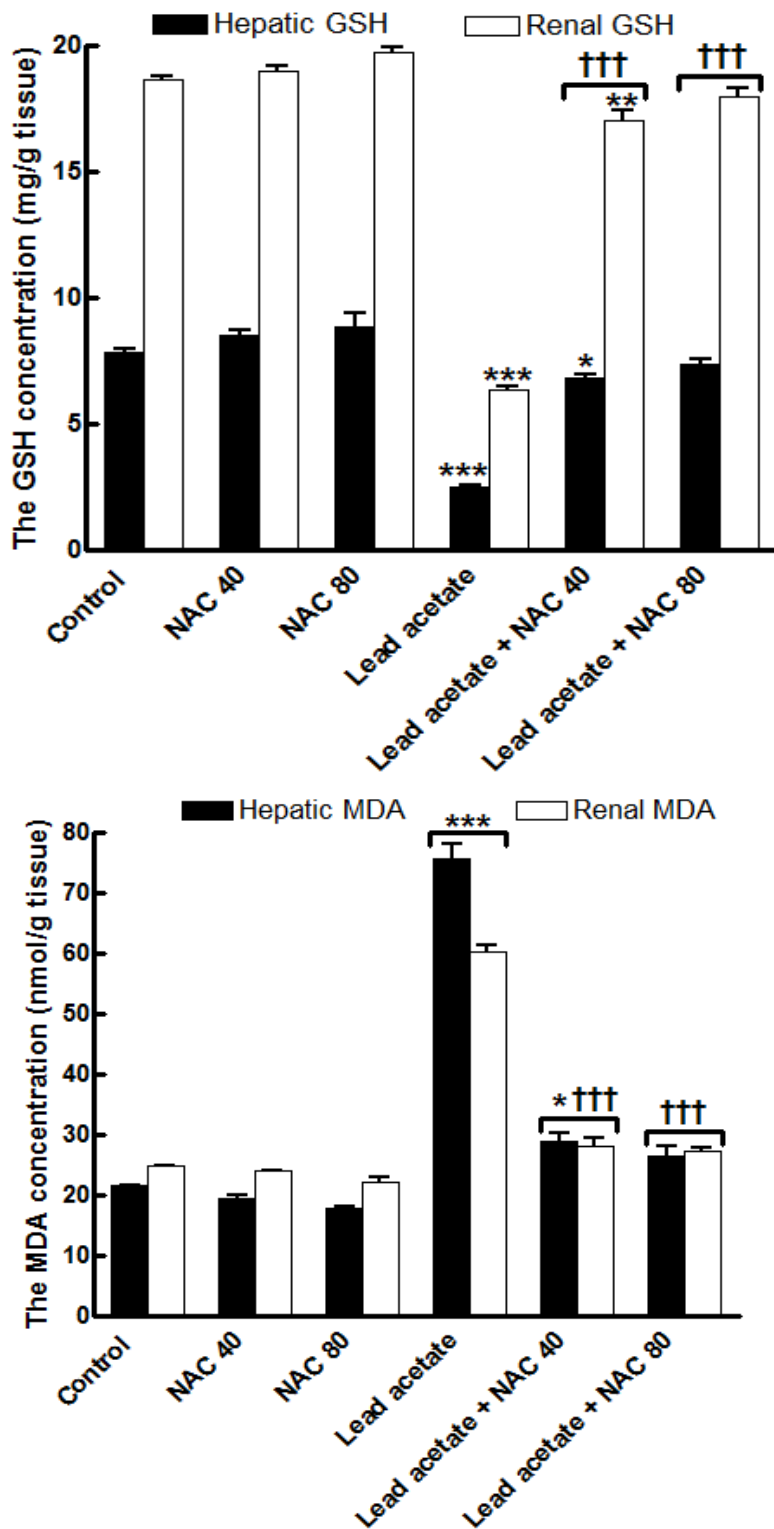 Hepatic GSH Renal GSH
The GSH concentration (mg/g tissue)
20
15
10
5
0
†††
**
†††
*
***
***
Control
NAC 40
NAC 80
Lead acetate
Lead acetate + NAC 40
Lead acetate + NAC 80
Hepatic MDA Renal MDA
The MDA concentration (nmol/g tissue)
80
70
60
50
40
30
20
10
0
***
* †††
†††
Control
NAC 40
NAC 80
Lead acetate
Lead acetate + NAC 40
Lead acetate + NAC 80